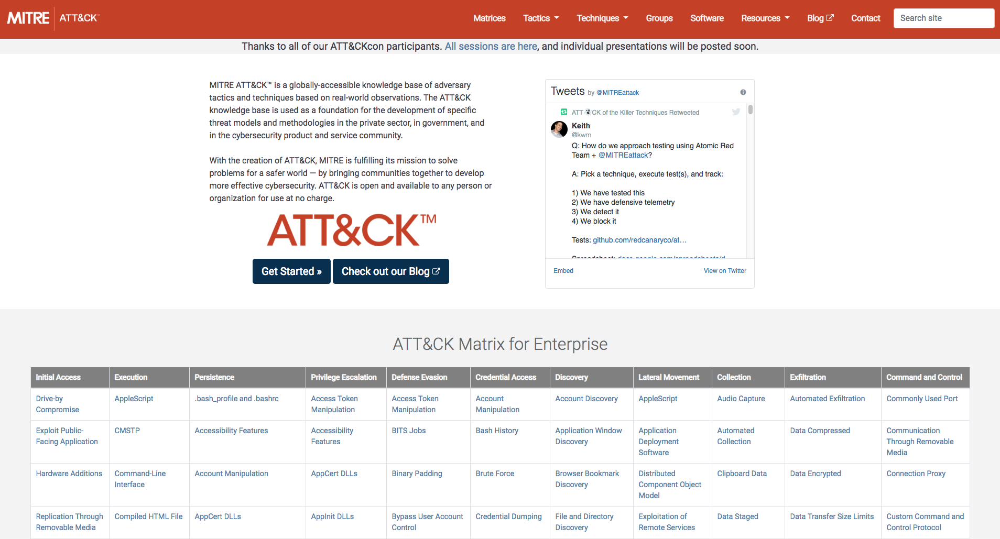 MITRE | ATT&CK™
Matrices Tactics Techniques Groups Software Resources Blog Contact Search site
Thanks to all of our ATT&CKcon participants. All sessions are here, and individual presentations will be posted soon.
MITRE ATT&CK™ is a globally-accessible knowledge base of adversary
tactics and techniques based on real-world observations. The ATT&CK
knowledge base is used as a foundation for the development of specific
threat models and methodologies in the private sector, in government, and
in the cybersecurity product and service community.
With the creation of ATT&CK, MITRE is fulfilling its mission to solve
problems for a safer world — by bringing communities together to develop
more effective cybersecurity. ATT&CK is open and available to any person or
organization for use at no charge.
ATT&CK™
Get Started »
Check out our Blog
Tweets by @MITREattack
ATT CK of the Killer Techniques Retweeted
Keith
@kwm
Q: How do we approach testing using Atomic Red
Team + @MITREattack?
A: Pick a technique, execute test(s), and track:
1) We have tested this
2) We have defensive telemetry
3) We detect it
4) We block it
Tests: github.com/redcanaryco/at…
Spreadsheet: docs.google.com/spreadsheets/d…
Embed
View on Twitter
ATT&CK Matrix for Enterprise
Initial Access Execution Persistence Privilege Escalation Defense Evasion Credential Access Discovery Lateral Movement Collection Exfiltration Command and Control
Drive-by AppleScript .bash_profile and .bashrc Access Token Access Token Account Account Discovery AppleScript Audio Capture Automated Exfiltration Commonly Used Port
Compromise Manipulation Manipulation Manipulation
Exploit Public- CMSTP Accessibility Features Accessibility BITS Jobs Bash History Application Window Application Automated Data Compressed Communication
Facing Application Features Discovery Deployment Collection Through Removable
Software Media
Hardware Additions Command-Line Account Manipulation AppCert DLLs Binary Padding Brute Force Browser Bookmark Distributed Clipboard Data Data Encrypted Connection Proxy
Interface Discovery Component Object
Model
Replication Through Compiled HTML File AppCert DLLs AppInit DLLs Bypass User Account Credential Dumping File and Directory Exploitation of Data Staged Data Transfer Size Limits Custom Command and
Removable Media Control Discovery Remote Services Control Protocol